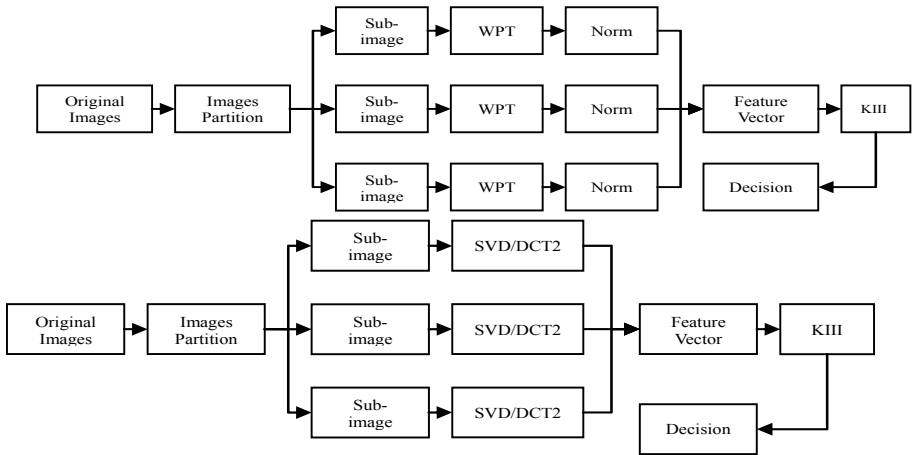 Sub-
image
WPT
Norm
Original
Images
Images
Partition
Sub-
image
WPT
Norm
Feature
Vector
KIII
Sub-
image
WPT
Norm
Decision
Sub-
image
SVD/DCT2
Original
Images
Images
Partition
Sub-
image
SVD/DCT2
Feature
Vector
KIII
Sub-
image
SVD/DCT2
Decision